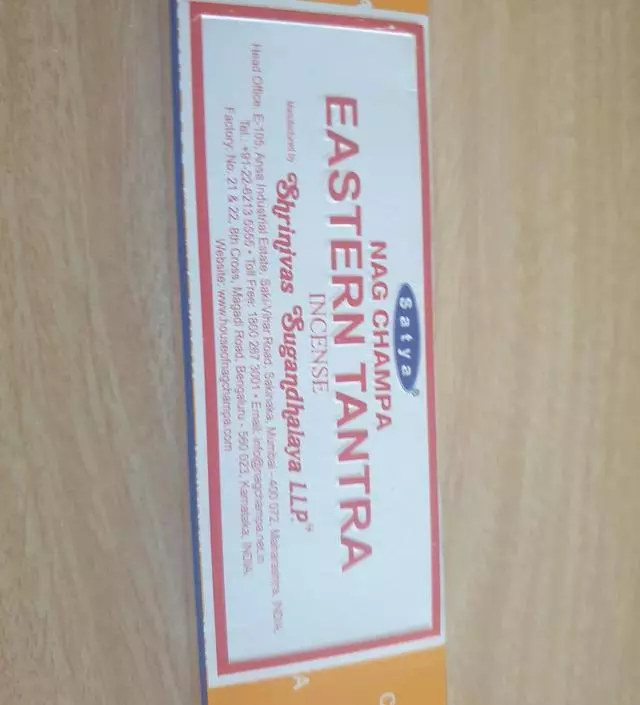 Satya®
NAG CHAMPA
EASTERN TANTRA
INCENSE
Manufactured by Shrinivas Sugandhalaya LLP.™
Head Office: E-105, Ansa Industrial Estate, Saki-Vihar Road, Sakinaka, Mumbai - 400 072, Maharashtra, INDIA.
Tel.: +91-22-6213 5555 • Toll Free: 1800 267 3001 • Email: info@nagchampa.net.in
Factory: No. 21 & 22, 8th Cross, Magadi Road, Bengaluru - 560 023, Karnataka, INDIA.
Website: www.houseofnagchampa.com